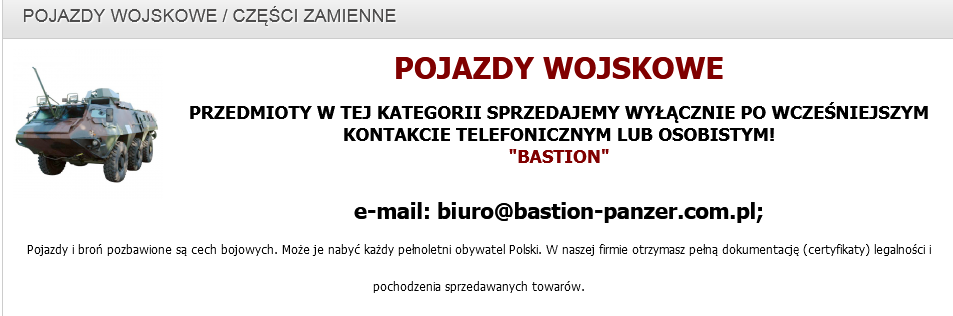 POJAZDY WOJSKOWE / CZĘŚCI ZAMIENNE
POJAZDY WOJSKOWE
PRZEDMIOTY W TEJ KATEGORII SPRZEDAJEMY WYŁĄCZNIE PO WCZEŚNIEJSZYM
KONTAKCIE TELEFONICZNYM LUB OSOBISTYM!
"BASTION"
e-mail: biuro@bastion-panzer.com.pl;
Pojazdy i broń pozbawione są cech bojowych. Może je nabyć każdy pełnoletni obywatel Polski. W naszej firmie otrzymasz pełną dokumentację (certyfikaty) legalności i
pochodzenia sprzedawanych towarów.